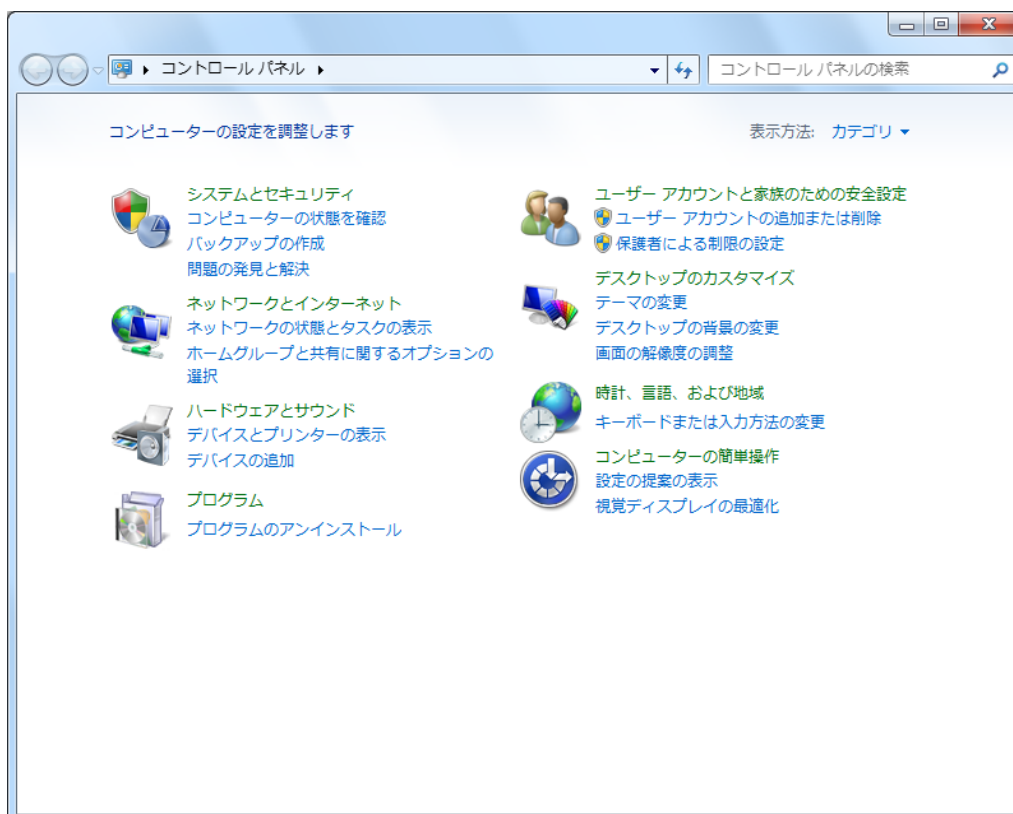 コントロール パネル
コントロール パネルの検索
コンピューターの設定を調整します
表示方法: カテゴリ
システムとセキュリティ
コンピューターの状態を確認
バックアップの作成
問題の発見と解決
ネットワークとインターネット
ネットワークの状態とタスクの表示
ホームグループと共有に関するオプションの
選択
ハードウェアとサウンド
デバイスとプリンターの表示
デバイスの追加
プログラム
プログラムのアンインストール
ユーザー アカウントと家族のための安全設定
ユーザー アカウントの追加または削除
保護者による制限の設定
デスクトップのカスタマイズ
テーマの変更
デスクトップの背景の変更
画面の解像度の調整
時計、言語、および地域
キーボードまたは入力方法の変更
コンピューターの簡単操作
設定の提案の表示
視覚ディスプレイの最適化